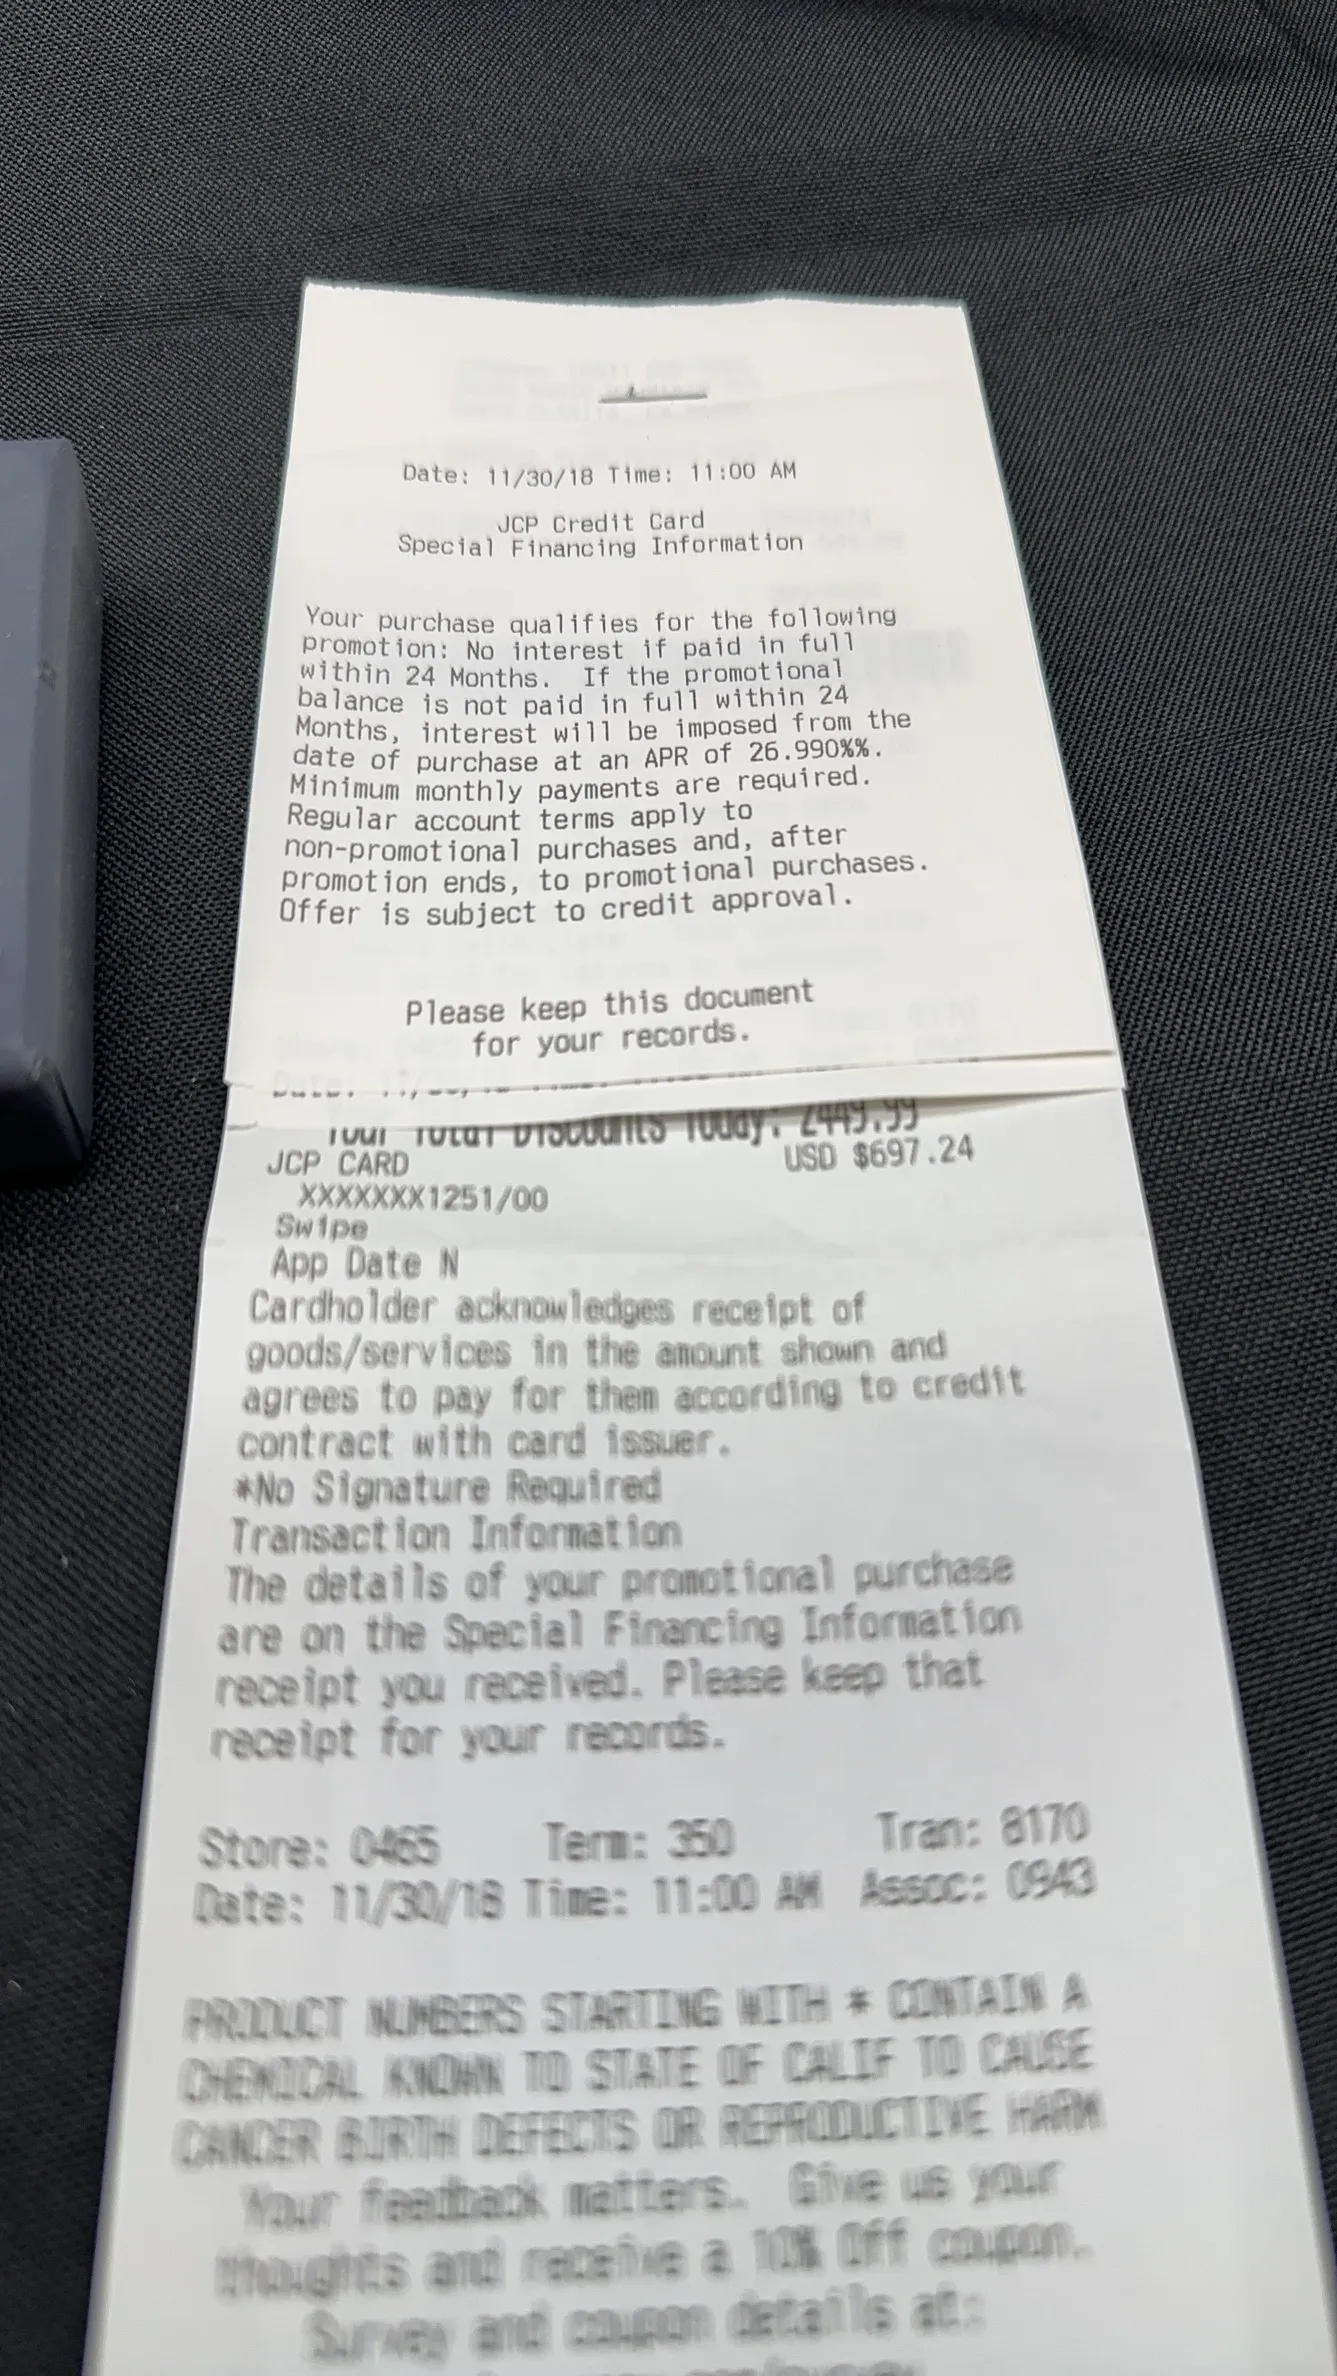 Date: 11/30/18 Time: 11:00 AM
JCP Credit Card
Special Financing Information
Your purchase qualifies for the following
promotion: No interest if paid in full
within 24 Months.  If the promotional
balance is not paid in full within 24
Months, interest will be imposed from the
date of purchase at an APR of 26.990%%.
Minimum monthly payments are required.
Regular account terms apply to
non-promotional purchases and, after
promotion ends, to promotional purchases.
Offer is subject to credit approval.
Please keep this document
for your records.
Your Total Discounts Today: 2449.99
JCP CARD USD $697.24
XXXXXXX1251/00
Swipe
App Date N
Cardholder acknowledges receipt of
goods/services in the amount shown and
agrees to pay for them according to credit
contract with card issuer.
*No Signature Required
Transaction Information
The details of your promotional purchase
are on the Special Financing Information
receipt you received. Please keep that
receipt for your records.
Store: 0465 Term: 350 Tran: 8170
Date: 11/30/18 Time: 11:00 AM Assoc: 0943
PRODUCT NUMBERS STARTING WITH * CONTAIN A
CHEMICAL KNOWN TO STATE OF CALIF TO CAUSE
CANCER BIRTH DEFECTS OR REPRODUCTIVE HARM
Your feedback matters.  Give us your
thoughts and receive a 10% Off coupon.
Survey and coupon details at: